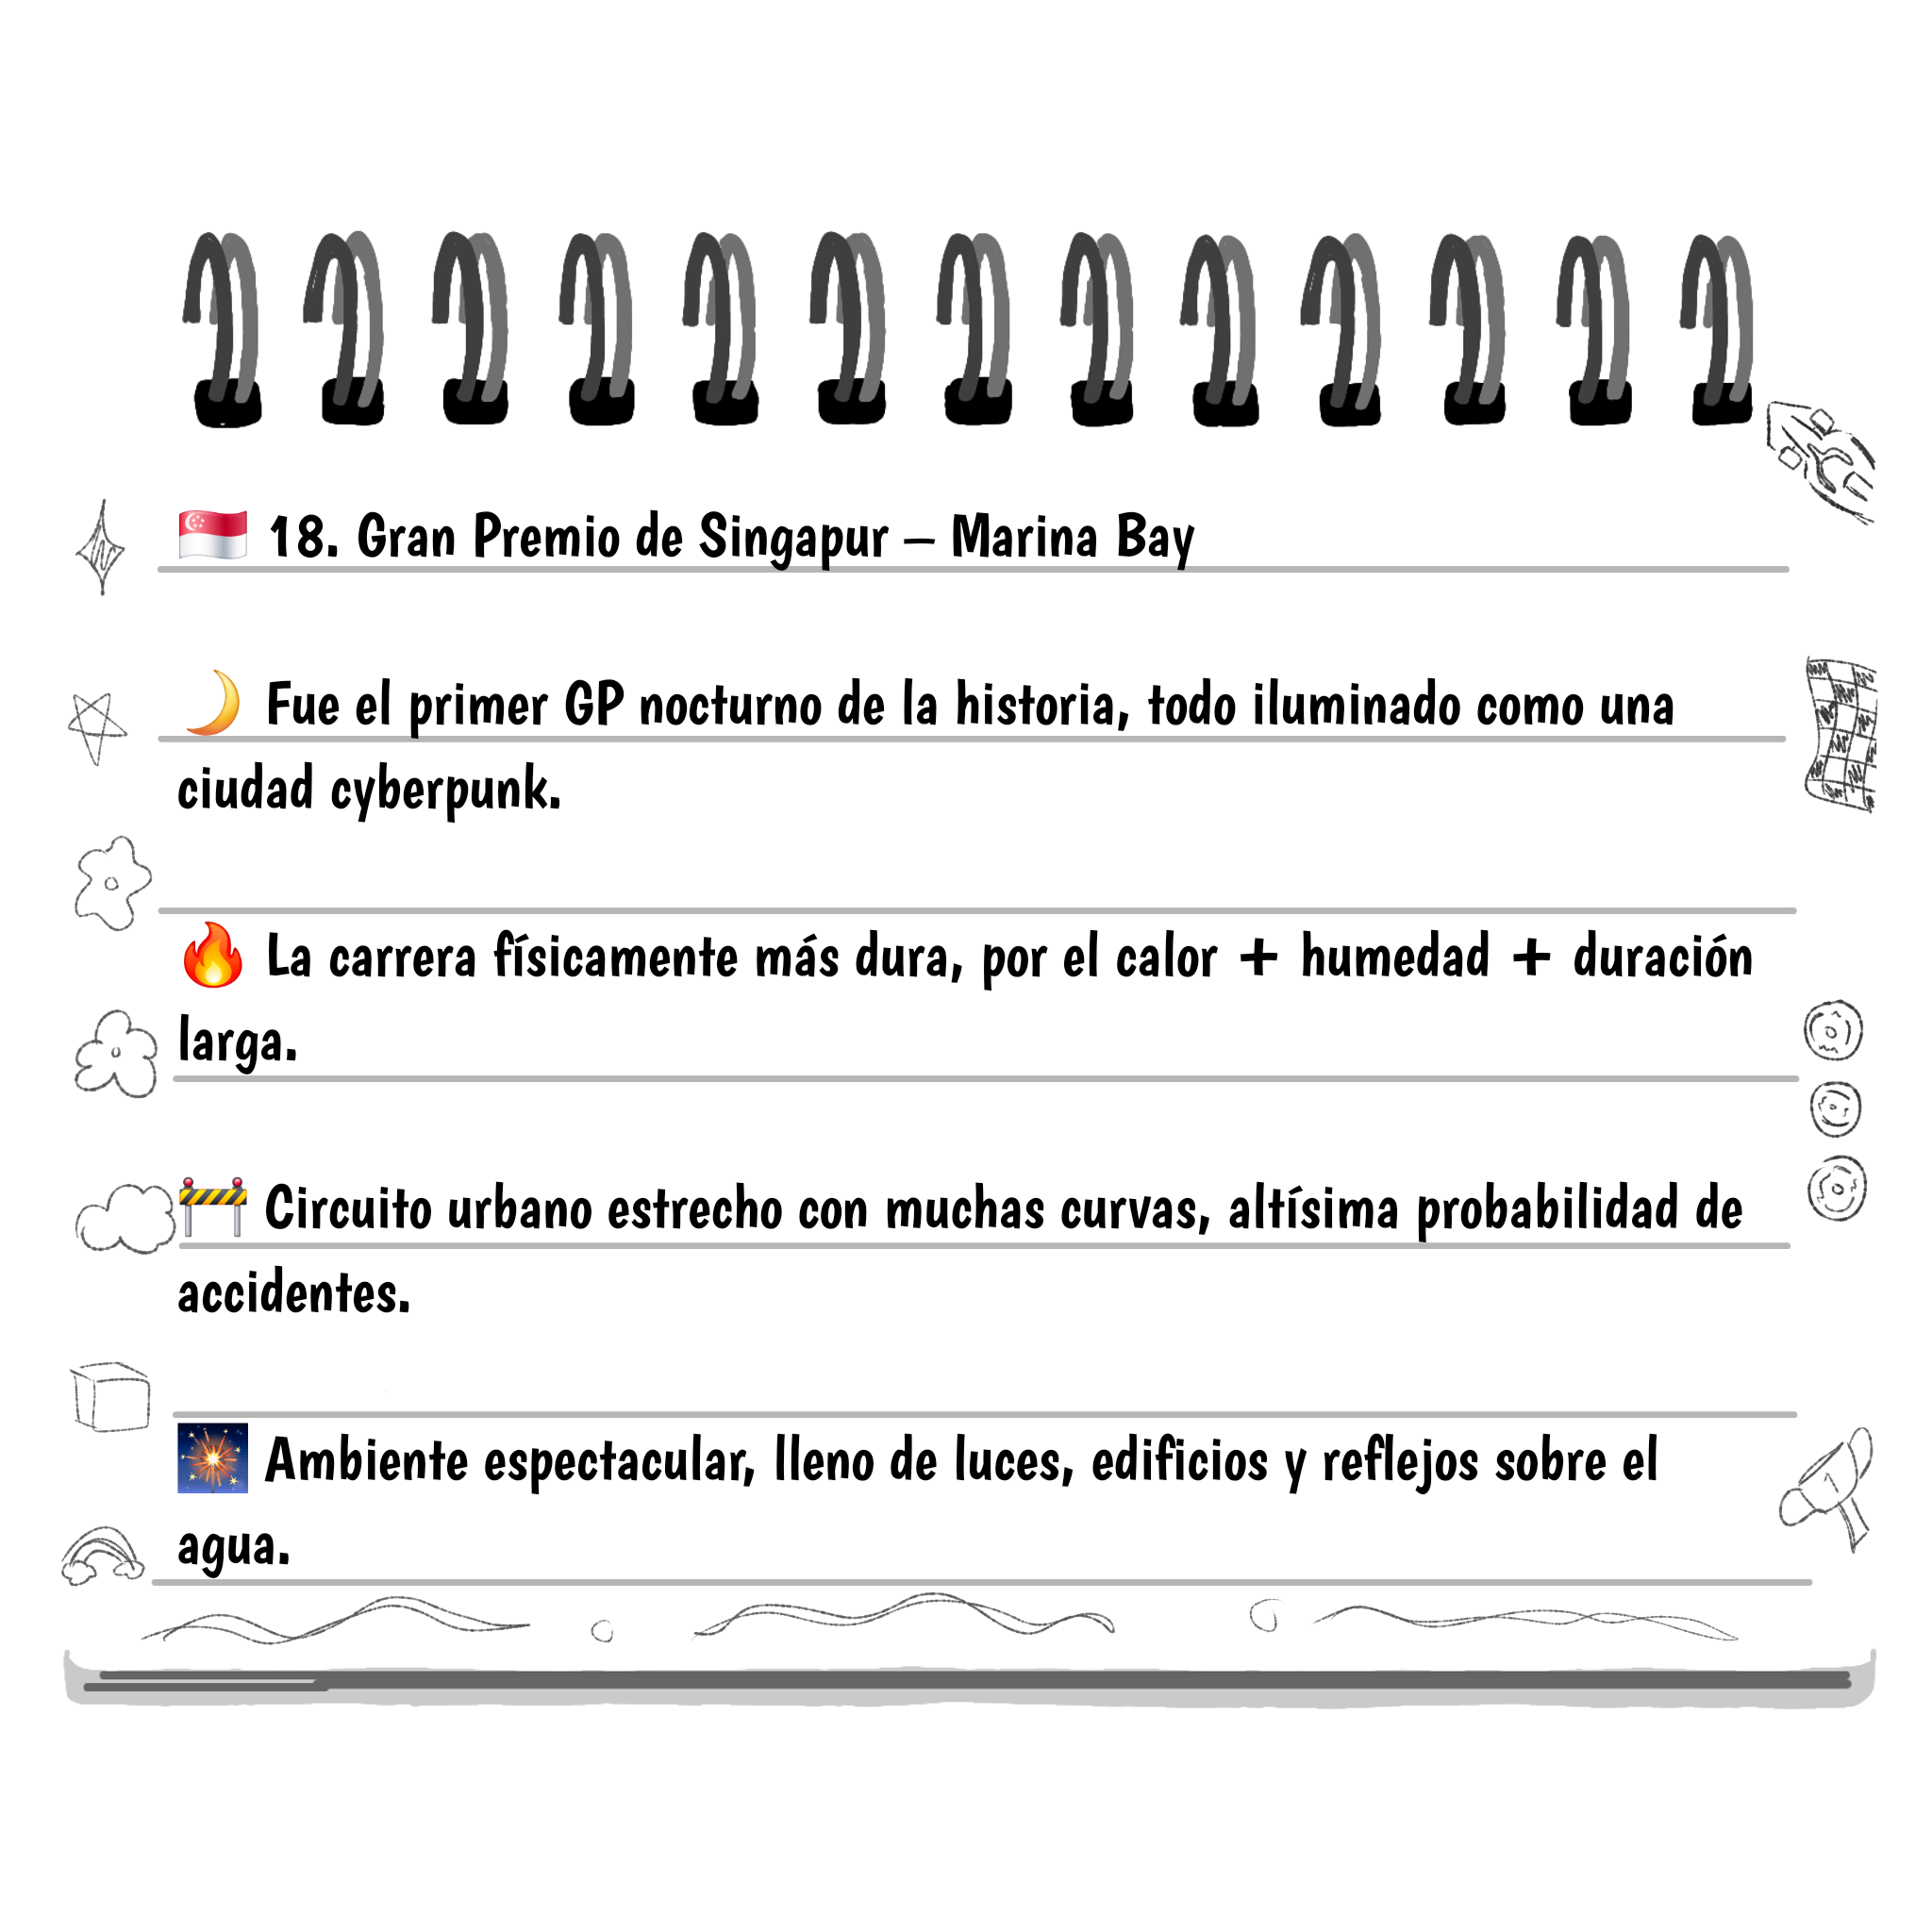 🇸🇬 18. Gran Premio de Singapur – Marina Bay
🌙 Fue el primer GP nocturno de la historia, todo iluminado como una
ciudad cyberpunk.
🔥 La carrera físicamente más dura, por el calor + humedad + duración
larga.
🚧 Circuito urbano estrecho con muchas curvas, altísima probabilidad de
accidentes.
🎇 Ambiente espectacular, lleno de luces, edificios y reflejos sobre el
agua.